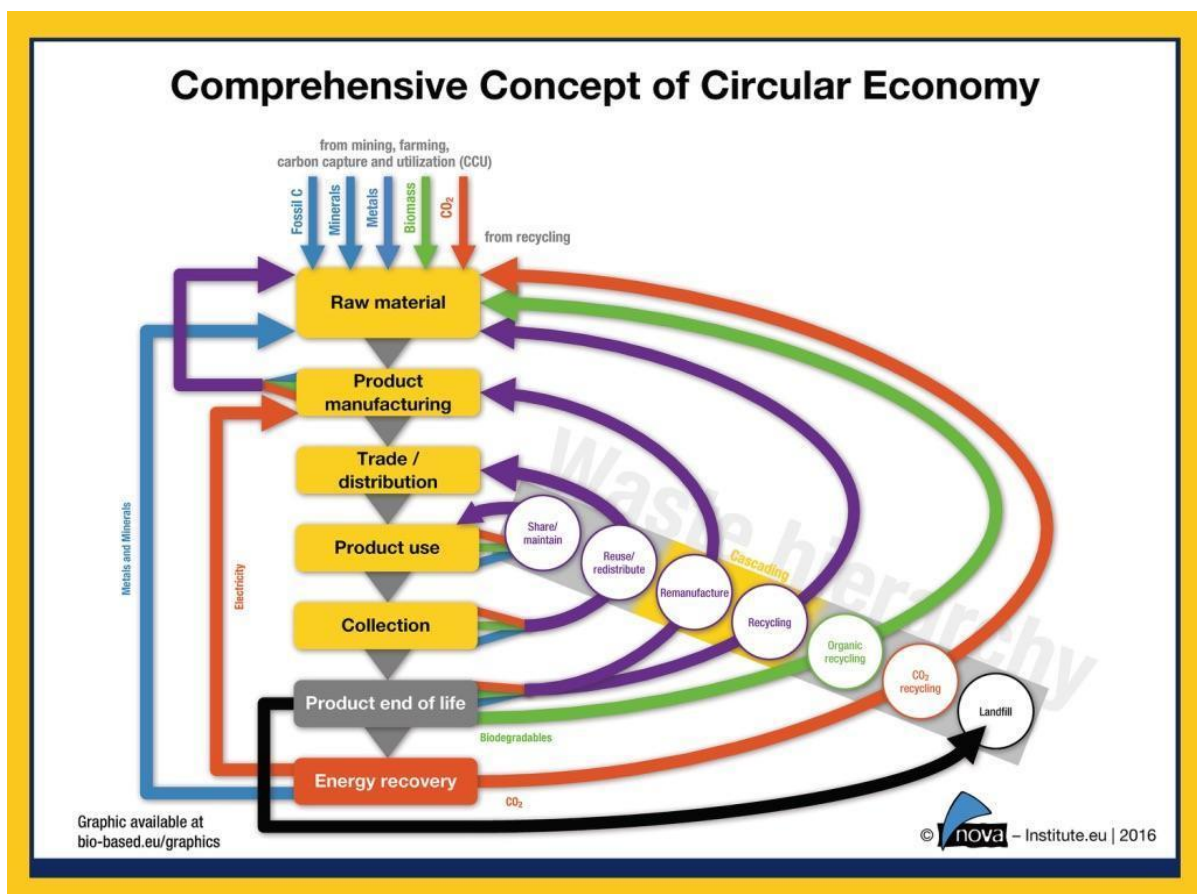 Comprehensive Concept of Circular Economy
from mining, farming,
carbon capture and utilization (CCU)
Fossil C
Minerals
Metals
Biomass
CO₂
from recycling
Raw material
Product
manufacturing
Trade /
distribution
Product use
Collection
Product end of life
Energy recovery
Metals and Minerals
Electricity
Waste hierarchy
Cascading
Share/
maintain
Reuse/
redistribute
Remanufacture
Recycling
Organic
recycling
CO₂
recycling
Landfill
Biodegradables
CO₂
Graphic available at
bio-based.eu/graphics
© nova – Institute.eu | 2016